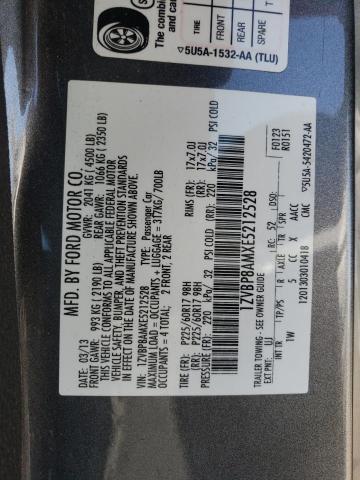 The combin
and ca
TIRE
FRONT
REAR
SPARE
5U5A-1532-AA (TLU)
MFD. BY FORD MOTOR CO.
DATE: 03/13 GVWR: 2041 KG (4500 LB)
FRONT GAWR: 993 KG (2190 LB) REAR GAWR: 1066 KG (2350 LB)
THIS VEHICLE CONFORMS TO ALL APPLICABLE FEDERAL MOTOR
VEHICLE SAFETY, BUMPER, AND THEFT PREVENTION STANDARDS
IN EFFECT ON THE DATE OF MANUFACTURE SHOWN ABOVE.
VIN: 1ZVBP8AMXE5212528 TYPE: Passenger Car
MAXIMUM LOAD = OCCUPANTS + LUGGAGE = 317KG/700LB
OCCUPANTS = 4 TOTAL; 2 FRONT, 2 REAR
TIRE (FR): P225/60R17 98H RIMS (FR): 17x7.0J
220 kPa/ 32 PSI COLD
TIRE (RR): P225/60R17 98H (RR): 17x7.0J
220 kPa/ 32 PSI COLD
1ZVBP8AMXE5212528
F0123
R0151
TRAILER TOWING - SEE OWNER GUIDE
EXT PNT: UJ RC: 52 DSO:
INT TR TP/PS R AXLE TR SPR
1W 5 CC X AACC
1201303010418 CMC 5U5A-5420472-AA